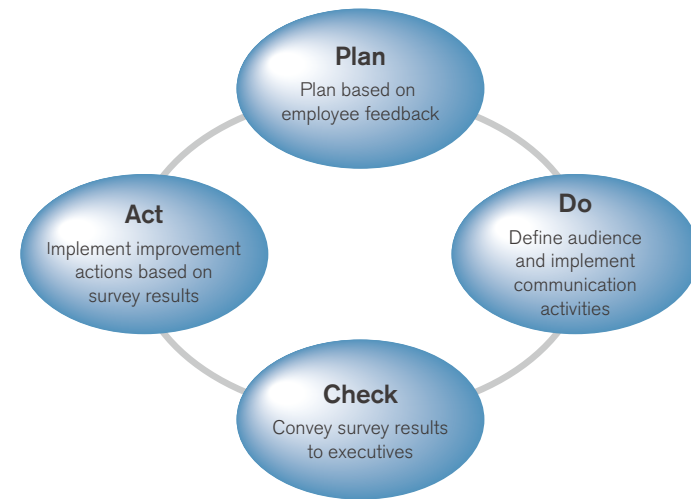 Plan
Plan based on
employee feedback
Do
Define audience
and implement
communication
activities
Check
Convey survey results
to executives
Act
Implement improvement
actions based on
survey results